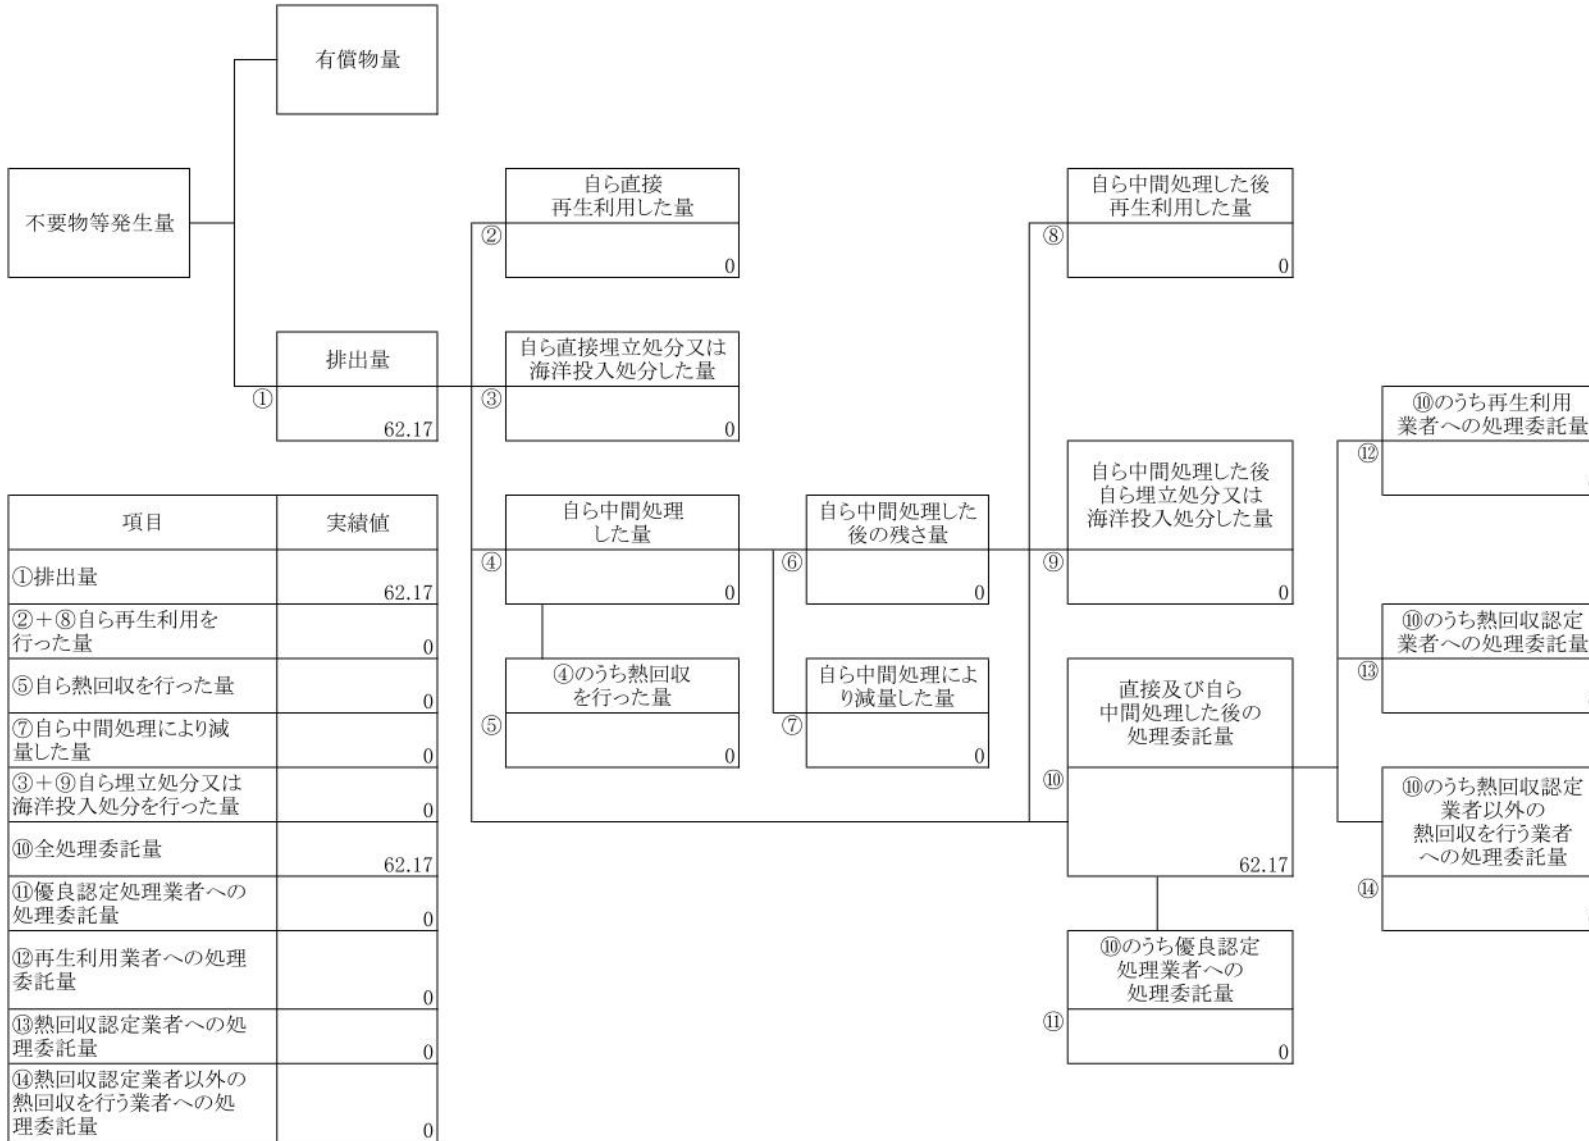 有償物量
不要物等発生量
排出量
①
62.17
自ら直接
再生利用した量
②
0
自ら直接埋立処分又は
海洋投入処分した量
③
0
自ら中間処理
した量
④
0
④のうち熱回収
を行った量
⑤
0
自ら中間処理した
後の残さ量
⑥
0
自ら中間処理によ
り減量した量
⑦
0
自ら中間処理した後
再生利用した量
⑧
0
自ら中間処理した後
自ら埋立処分又は
海洋投入処分した量
⑨
0
直接及び自ら
中間処理した後の
処理委託量
⑩
62.17
⑩のうち優良認定
処理業者への
処理委託量
⑪
0
⑩のうち再生利用
業者への処理委託量
⑫
⑩のうち熱回収認定
業者への処理委託量
⑬
⑩のうち熱回収認定
業者以外の
熱回収を行う業者
への処理委託量
⑭
項目 実績値
①排出量 62.17
②＋⑧自ら再生利用を
行った量 0
⑤自ら熱回収を行った量 0
⑦自ら中間処理により減
量した量 0
③＋⑨自ら埋立処分又は
海洋投入処分を行った量 0
⑩全処理委託量 62.17
⑪優良認定処理業者への
処理委託量 0
⑫再生利用業者への処理
委託量 0
⑬熱回収認定業者への処
理委託量 0
⑭熱回収認定業者以外の
熱回収を行う業者への処
理委託量 0